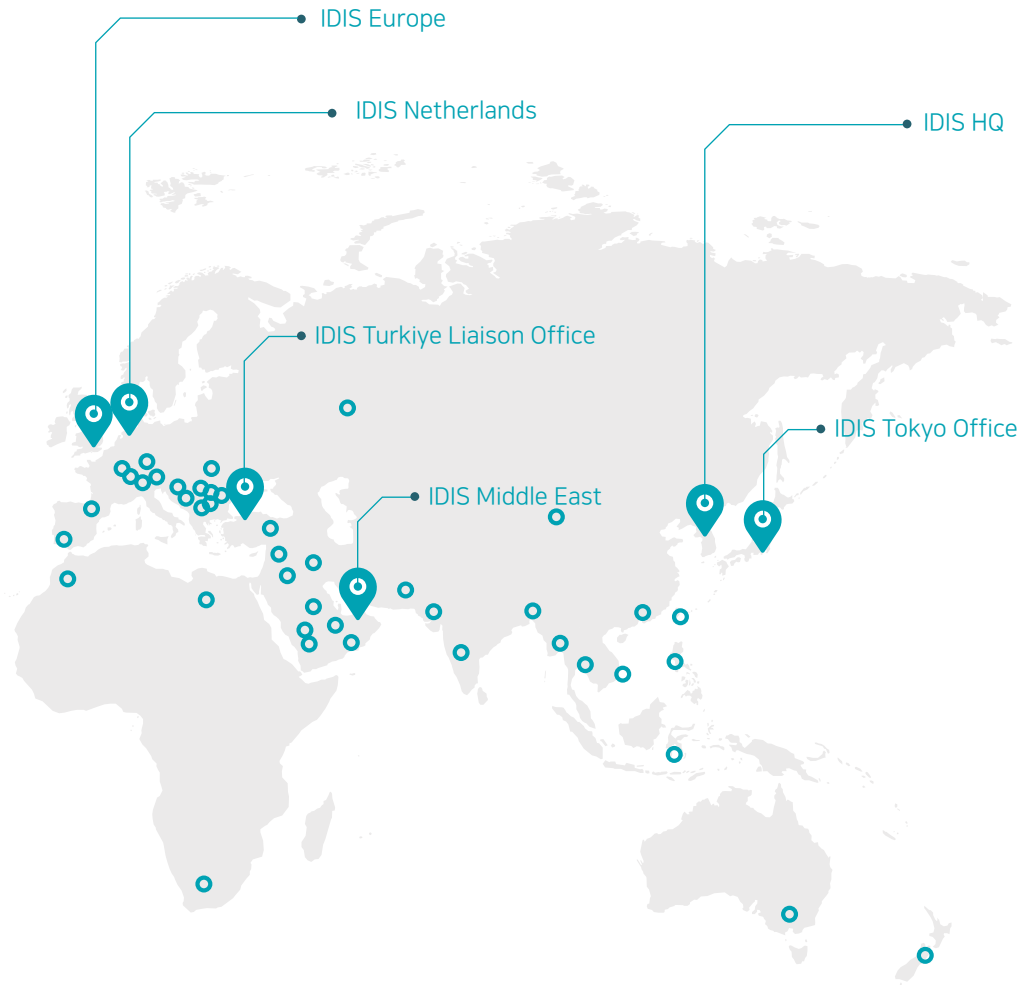 IDIS Europe
IDIS Netherlands
IDIS HQ
IDIS Turkiye Liaison Office
IDIS Tokyo Office
IDIS Middle East